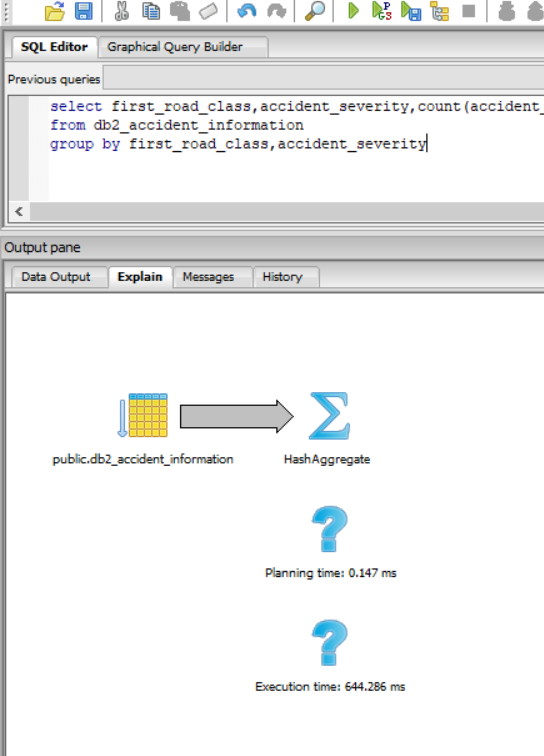 SQL Editor Graphical Query Builder
Previous queries
select first_road_class,accident_severity,count(accident_
from db2_accident_information
group by first_road_class,accident_severity
Output pane
Data Output Explain Messages History
public.db2_accident_information HashAggregate
Planning time: 0.147 ms
Execution time: 644.286 ms